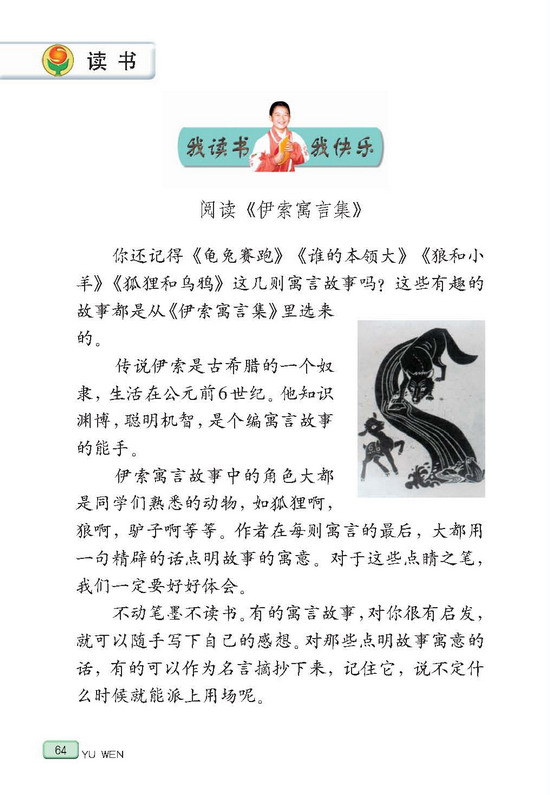 读书
我读书 我快乐
阅读《伊索寓言集》
你还记得《龟兔赛跑》《谁的本领大》《狼和小
羊》《狐狸和乌鸦》这几则寓言故事吗？这些有趣的
故事都是从《伊索寓言集》里选来
的。
传说伊索是古希腊的一个奴
隶，生活在公元前6世纪。他知识
渊博，聪明机智，是个编寓言故事
的能手。
伊索寓言故事中的角色大都
是同学们熟悉的动物，如狐狸啊，
狼啊，驴子啊等等。作者在每则寓言的最后，大都用
一句精辟的话点明故事的寓意。对于这些点睛之笔，
我们一定要好好体会。
不动笔墨不读书。有的寓言故事，对你很有启发，
就可以随手写下自己的感想。对那些点明故事寓意的
话，有的可以作为名言摘抄下来，记住它，说不定什
么时候就能派上用场呢。
64 YU WEN